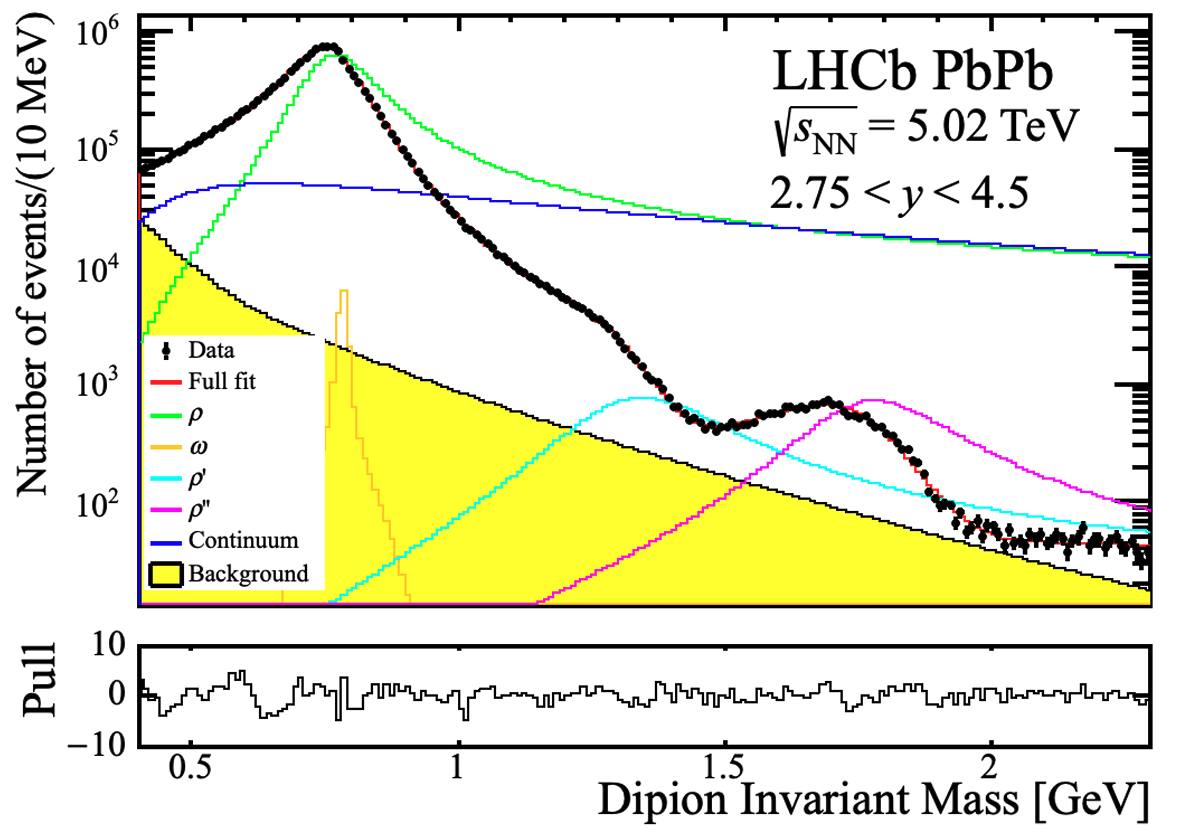 Number of events/(10 MeV)
10⁶
10⁵
10⁴
10³
10²
LHCb PbPb
√sNN = 5.02 TeV
2.75 < y < 4.5
Data
Full fit
ρ
ω
ρ'
ρ''
Continuum
Background
Pull
10
0
−10
0.5 1 1.5 2
Dipion Invariant Mass [GeV]